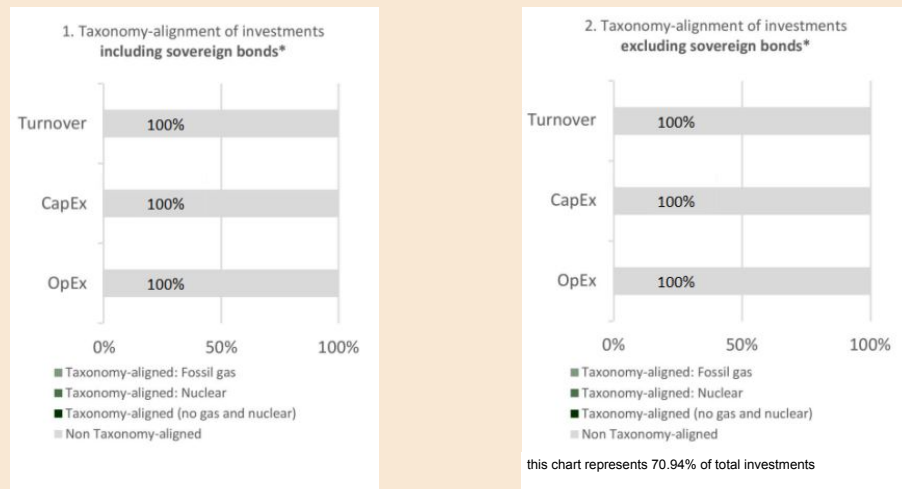 1. Taxonomy-alignment of investments
including sovereign bonds*
Turnover
100%
CapEx
100%
OpEx
100%
0%
50%
100%
Taxonomy-aligned: Fossil gas
Taxonomy-aligned: Nuclear
Taxonomy-aligned (no gas and nuclear)
Non Taxonomy-aligned
2. Taxonomy-alignment of investments
excluding sovereign bonds*
Turnover
100%
CapEx
100%
OpEx
100%
0%
50%
100%
Taxonomy-aligned: Fossil gas
Taxonomy-aligned: Nuclear
Taxonomy-aligned (no gas and nuclear)
Non Taxonomy-aligned
this chart represents 70.94% of total investments